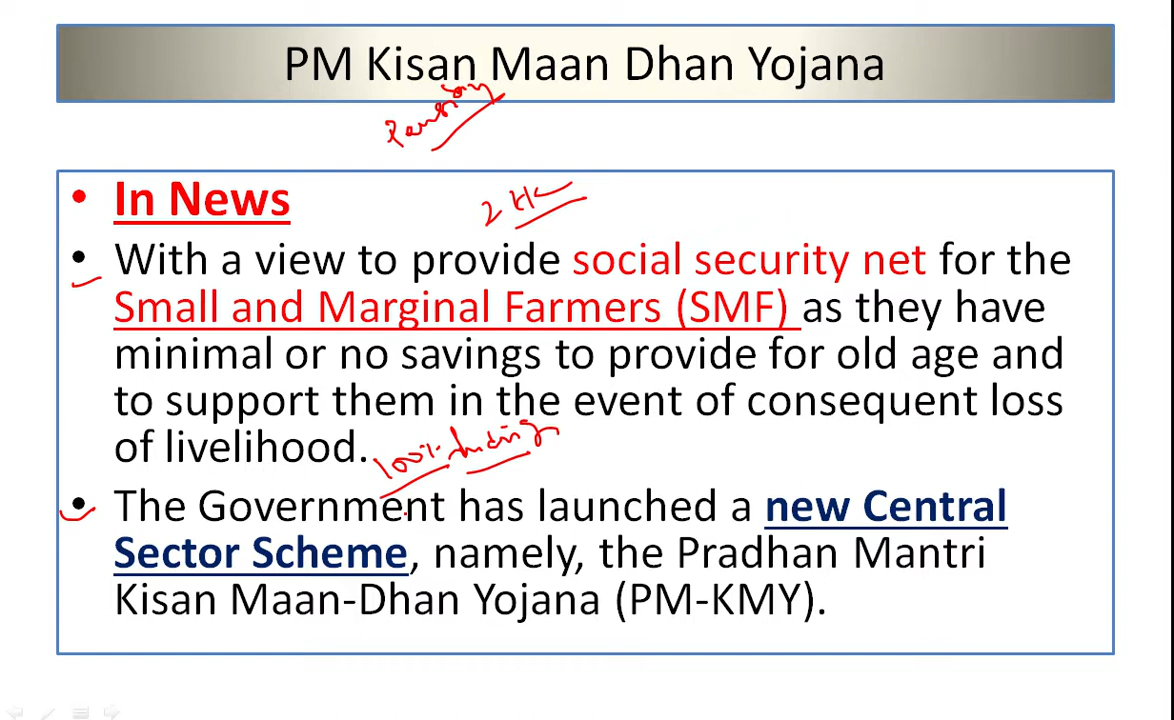 PM Kisan Maan Dhan Yojana
• In News
2
• With a view to provide social security net for the
Small and Marginal Farmers (SMF) as they have
minimal or no savings to provide for old age and
to support them in the event of consequent loss
of livelihood.
100%
• The Government has launched a new Central
Sector Scheme, namely, the Pradhan Mantri
Kisan Maan-Dhan Yojana (PM-KMY).